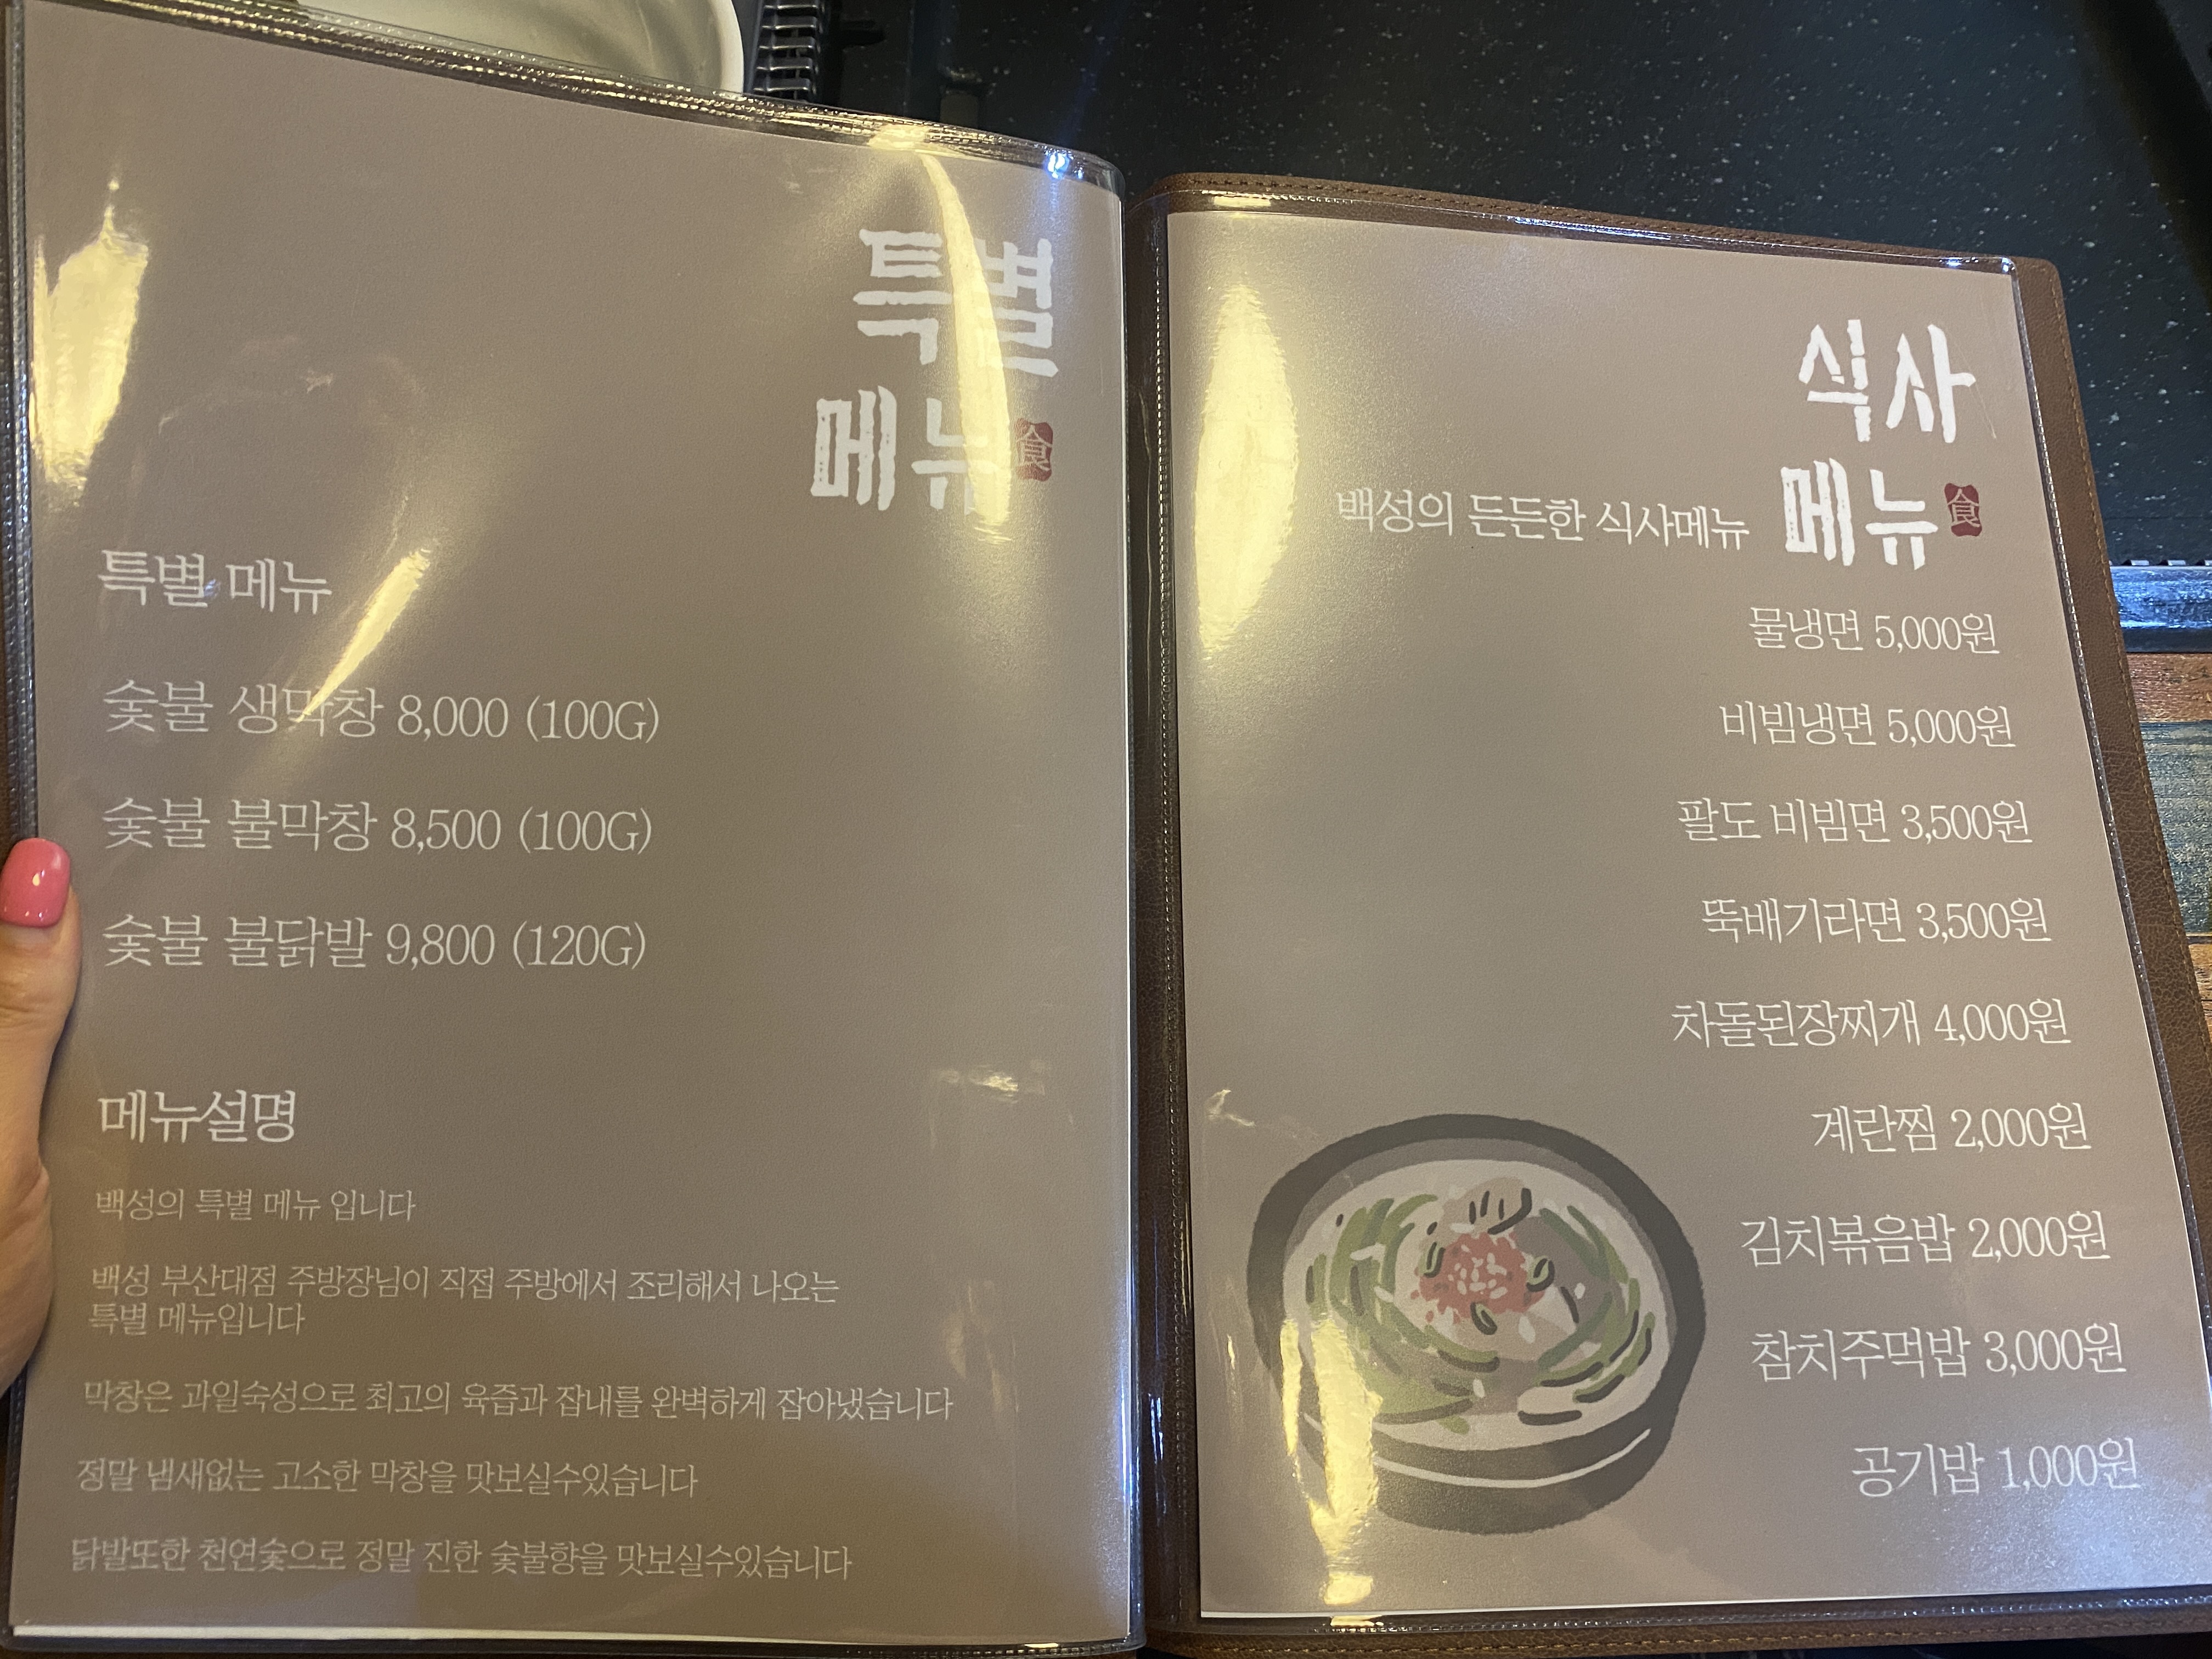 특별
메뉴 食
특별 메뉴
숯불 생막창 8,000 (100G)
숯불 불막창 8,500 (100G)
숯불 불닭발 9,800 (120G)
메뉴설명
백성의 특별 메뉴 입니다
백성 부산대점 주방장님이 직접 주방에서 조리해서 나오는
특별 메뉴입니다
막창은 과일숙성으로 최고의 육즙과 잡내를 완벽하게 잡아냈습니다
정말 냄새없는 고소한 막창을 맛보실수있습니다
닭발또한 천연숯으로 정말 진한 숯불향을 맛보실수있습니다
식사
메뉴 食
백성의 든든한 식사메뉴
물냉면 5,000원
비빔냉면 5,000원
팔도 비빔면 3,500원
뚝배기라면 3,500원
차돌된장찌개 4,000원
계란찜 2,000원
김치볶음밥 2,000원
참치주먹밥 3,000원
공기밥 1,000원